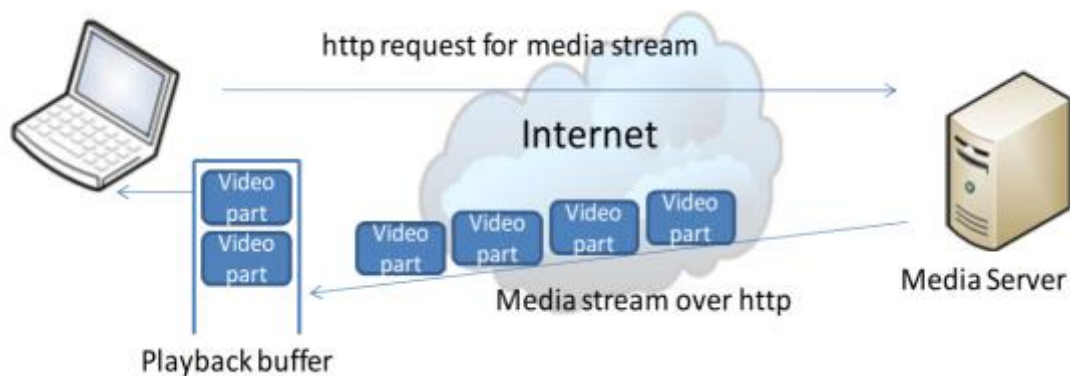 http request for media stream
Internet
Video
part
Video
part
Video
part
Video
part
Video
part
Video
part
Media stream over http
Media Server
Playback buffer